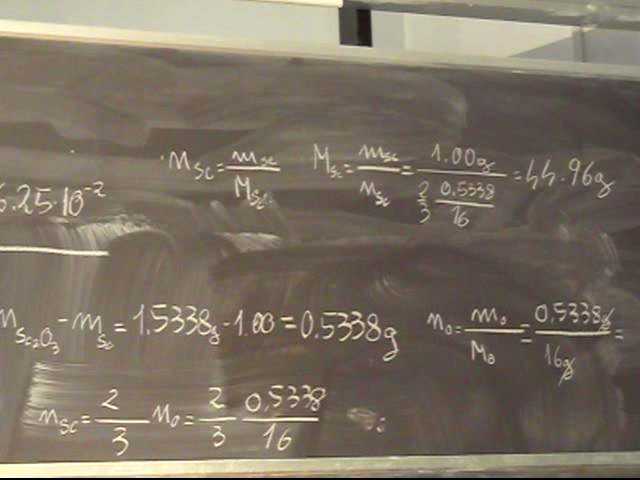 n_Sc = m_Sc / M_Sc   M_Sc = m_Sc / n_Sc = 1.00g / (2/3 0.5338/16) = 44.96g
6.25·10⁻²
m_Sc₂O₃ - m_Sc = 1.5338g - 1.00 = 0.5338g   n_O = m_O / M_O = 0.5338g / 16g =
n_Sc = 2/3 n_O = 2/3 0.5338/16